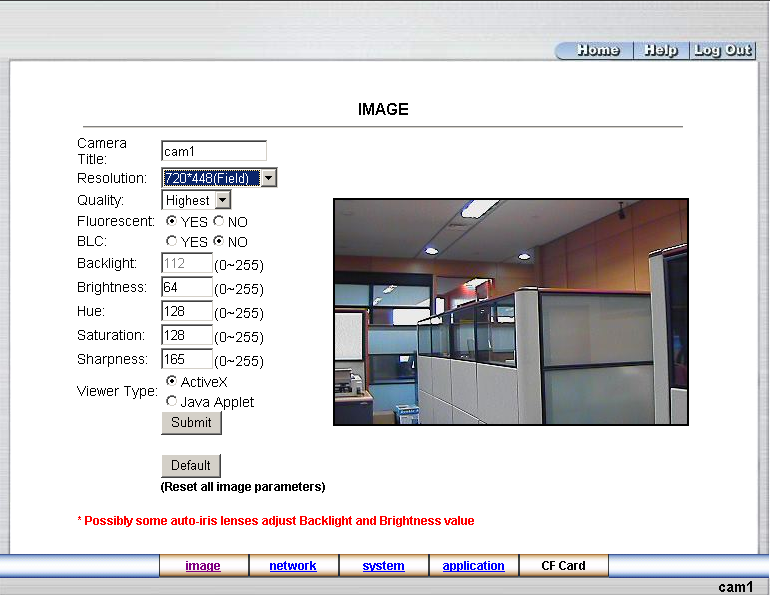 Home Help Log Out
IMAGE
Camera
Title: cam1
Resolution: 720*448(Field)
Quality: Highest
Fluorescent: YES NO
BLC: YES NO
Backlight: 112 (0~255)
Brightness: 64 (0~255)
Hue: 128 (0~255)
Saturation: 128 (0~255)
Sharpness: 165 (0~255)
Viewer Type: ActiveX
Java Applet
Submit
Default
(Reset all image parameters)
* Possibly some auto-iris lenses adjust Backlight and Brightness value
image network system application CF Card
cam1